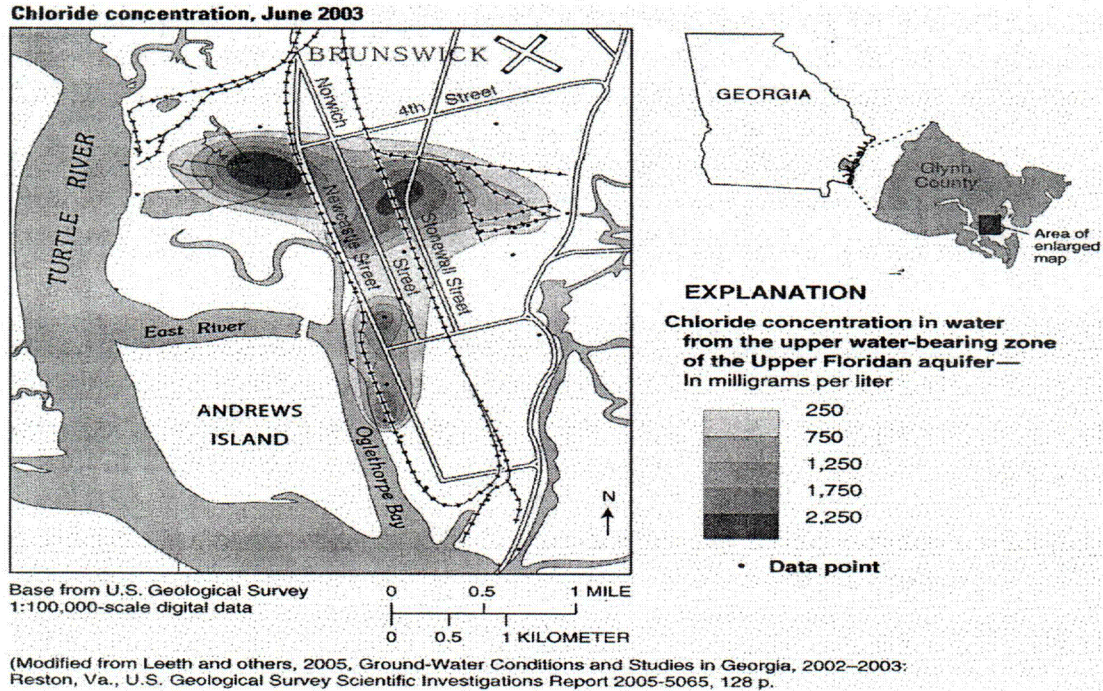 Chloride concentration, June 2003
BRUNSWICK
Norwich
4th Street
TURTLE RIVER
Newcastle Street
Street
Stonewall Street
East River
ANDREWS
ISLAND
Oglethorpe Bay
N
GEORGIA
Glynn
County
Area of
enlarged
map
EXPLANATION
Chloride concentration in water
from the upper water-bearing zone
of the Upper Floridan aquifer—
In milligrams per liter
250
750
1,250
1,750
2,250
Data point
Base from U.S. Geological Survey
1:100,000-scale digital data
0 0.5 1 MILE
0 0.5 1 KILOMETER
(Modified from Leeth and others, 2005, Ground-Water Conditions and Studies in Georgia, 2002–2003:
Reston, Va., U.S. Geological Survey Scientific Investigations Report 2005-5065, 128 p.